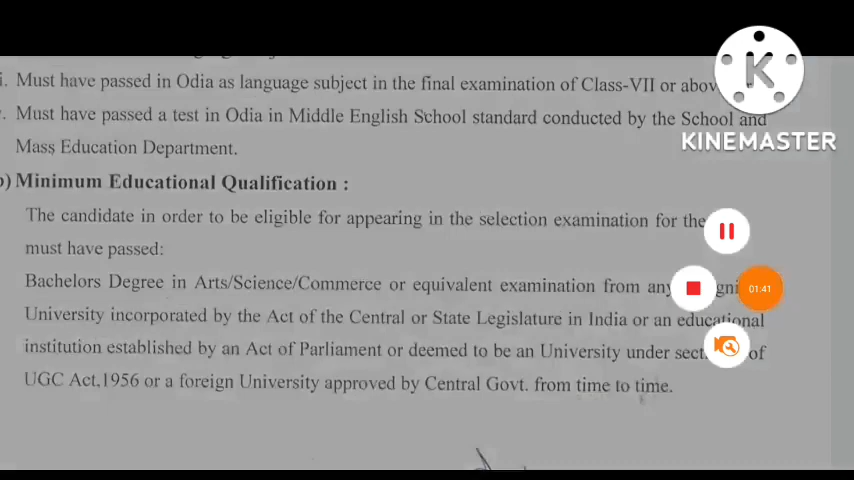 i. Must have passed in Odia as language subject in the final examination of Class-VII or abov
. Must have passed a test in Odia in Middle English School standard conducted by the School and
Mass Education Department.
KINEMASTER
) Minimum Educational Qualification :
The candidate in order to be eligible for appearing in the selection examination for the
must have passed:
Bachelors Degree in Arts/Science/Commerce or equivalent examination from any
01:41
University incorporated by the Act of the Central or State Legislature in India or an educational
institution established by an Act of Parliament or deemed to be an University under of
UGC Act,1956 or a foreign University approved by Central Govt. from time to time.